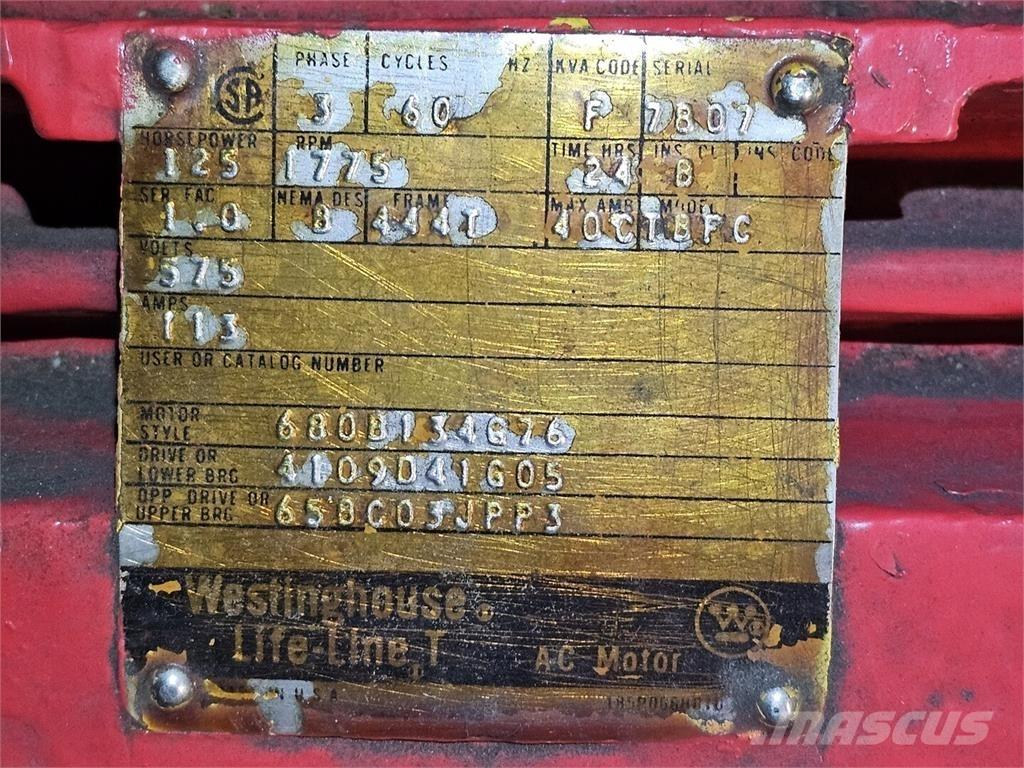 PHASE CYCLES HZ KVA CODE SERIAL
3 60 F 7807
HORSEPOWER RPM TIME HRS INS. CL INS. CODE
125 1775 24 B
SER. FAC NEMA DES FRAME MAX AMB MODEL
1.0 B 444T 40C TBFC
VOLTS
575
AMPS
113
USER OR CATALOG NUMBER
MOTOR STYLE 680B134G76
DRIVE OR LOWER BRG 4109D41G05
OPP. DRIVE OR UPPER BRG 65BC03JPP3
Westinghouse
Life-Line T AC Motor
U.S.A.
MASCUS